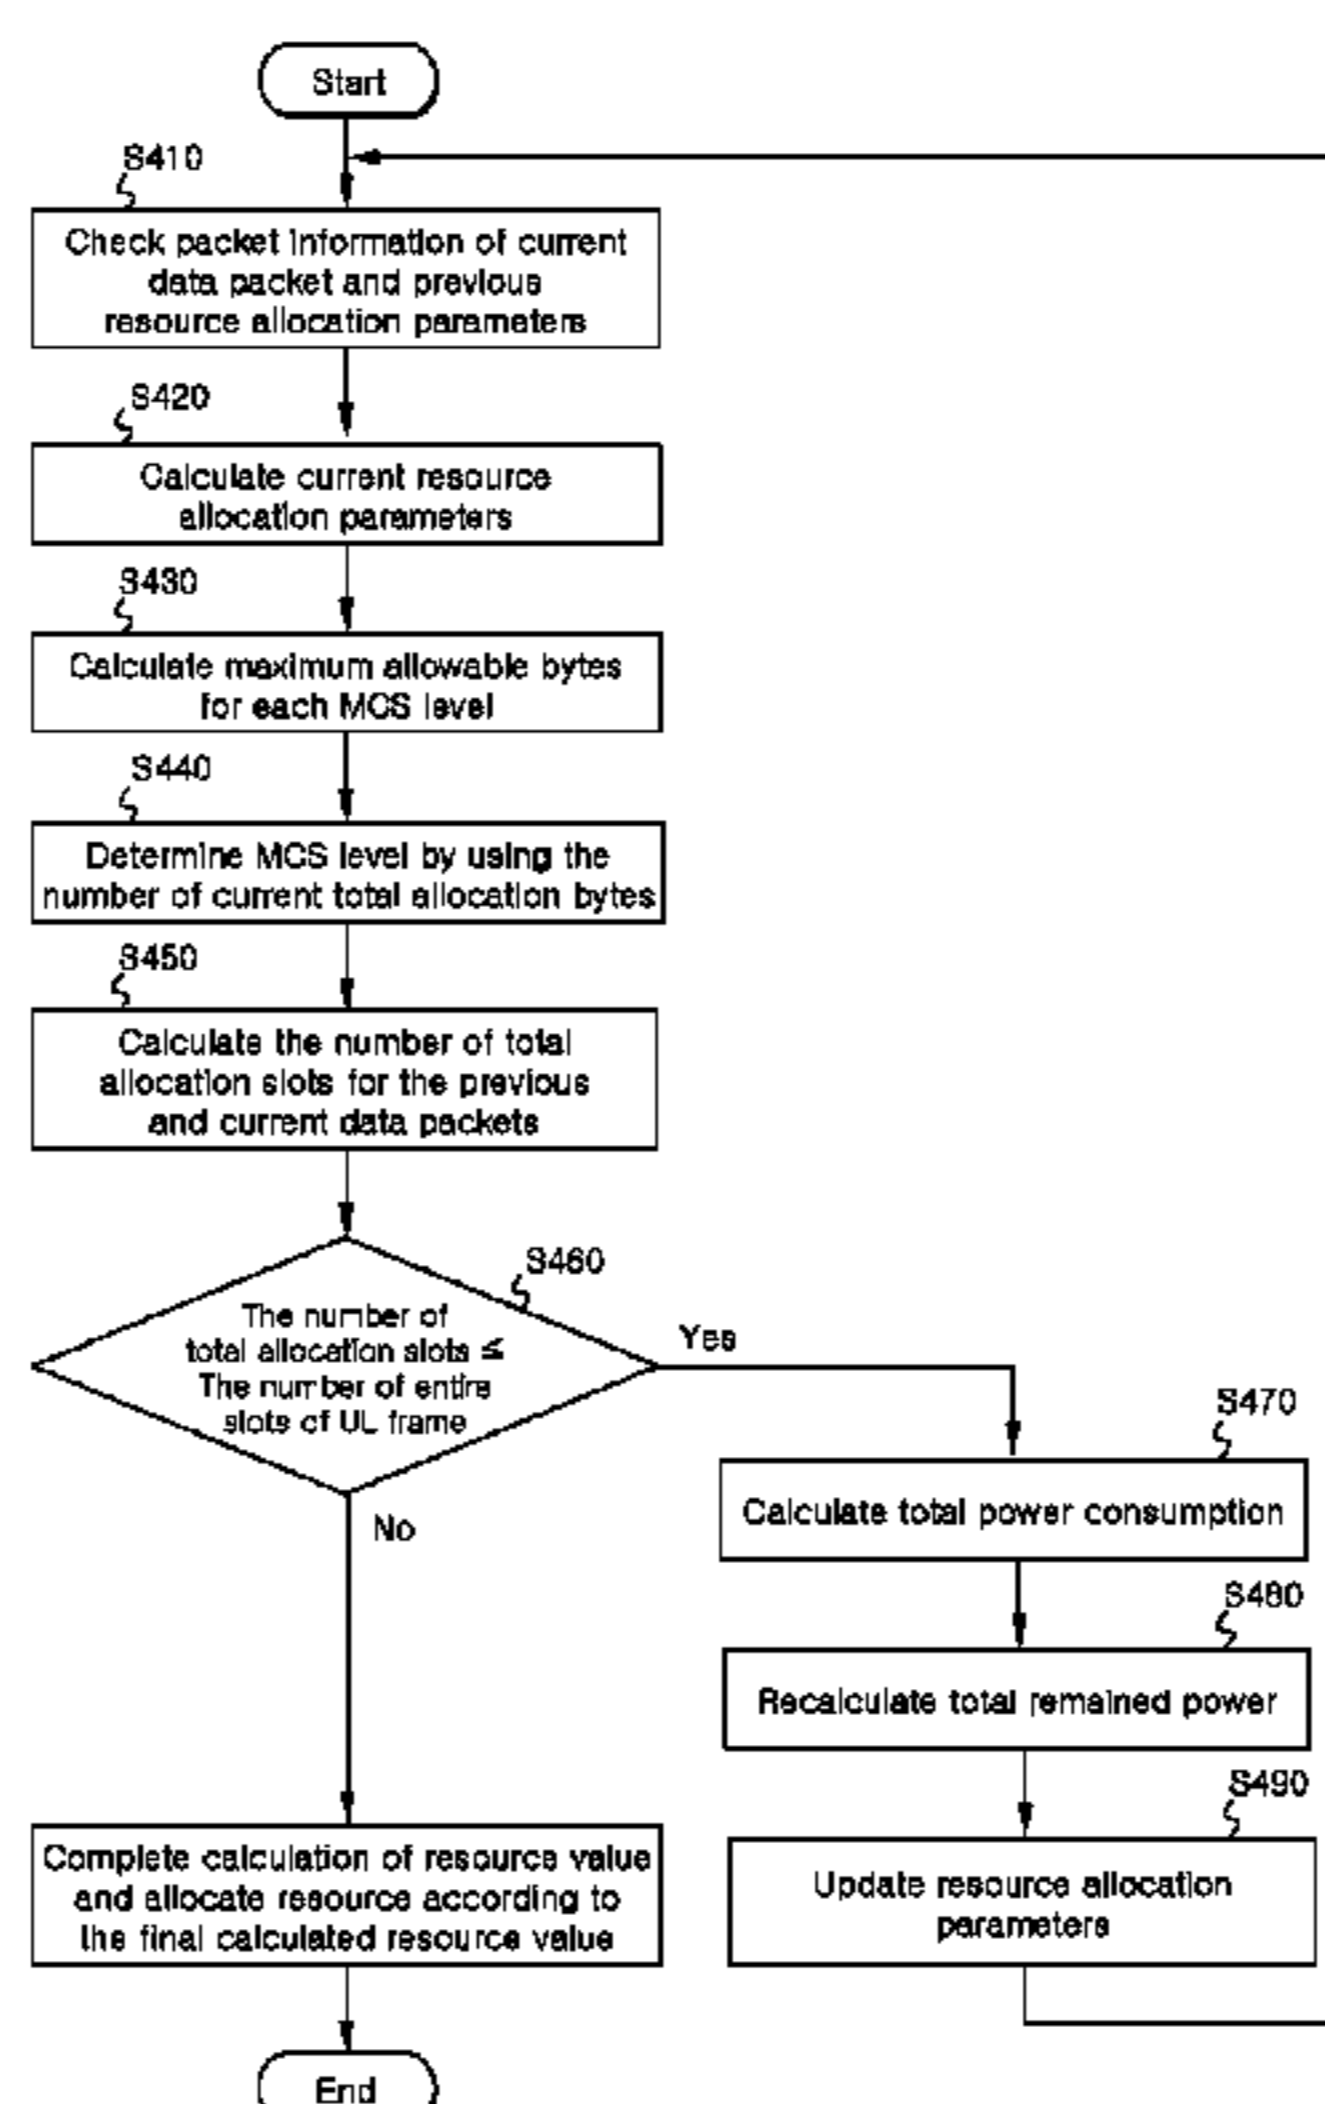 Start
S410
Check packet information of current
data packet and previous
resource allocation parameters
S420
Calculate current resource
allocation parameters
S430
Calculate maximum allowable bytes
for each MCS level
S440
Determine MCS level by using the
number of current total allocation bytes
S450
Calculate the number of total
allocation slots for the previous
and current data packets
S460
The number of
total allocation slots ≤
The number of entire
slots of UL frame
Yes
No
S470
Calculate total power consumption
S480
Recalculate total remained power
S490
Update resource allocation
parameters
Complete calculation of resource value
and allocate resource according to
the final calculated resource value
End